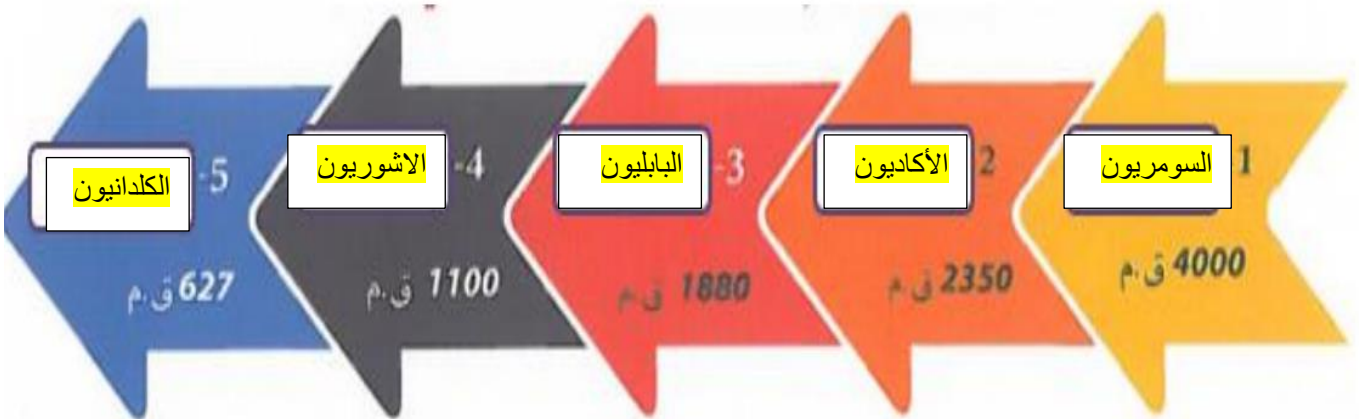 1 السومريون
4000 ق.م
2 الأكاديون
2350 ق.م
3- البابليون
1880 ق.م
4- الاشوريون
1100 ق.م
5- الكلدانيون
627 ق.م